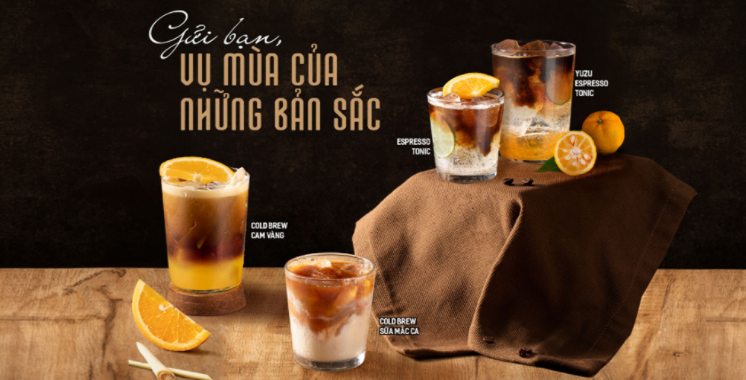 Gửi bạn,
VỤ MÙA CỦA
NHỮNG BẢN SẮC
YUZU
ESPRESSO
TONIC
ESPRESSO
TONIC
COLD BREW
CAM VÀNG
COLD BREW
SỮA MẮC CA